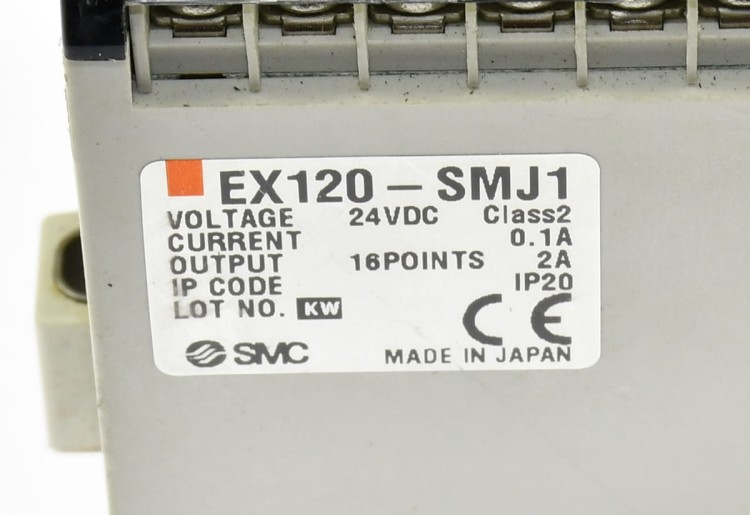 EX120-SMJ1
VOLTAGE 24VDC Class2
CURRENT 0.1A
OUTPUT 16POINTS 2A
IP CODE IP20
LOT NO. KW
CE
SMC MADE IN JAPAN